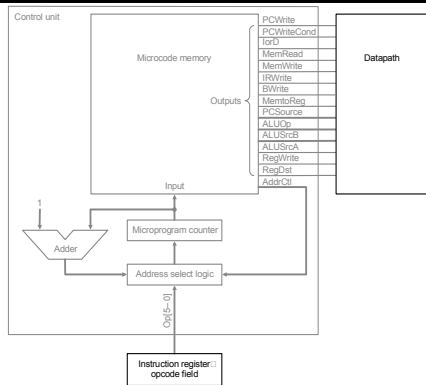 Control unit
PCWrite
PCWriteCond
IorD
MemRead
MemWrite
IRWrite
BWrite
MemtoReg
PCSource
ALUOp
ALUSrcB
ALUSrcA
RegWrite
RegDst
AddrCtl
Microcode memory
Outputs
Datapath
Input
1
Microprogram counter
Adder
Address select logic
Op[5–0]
Instruction register
opcode field